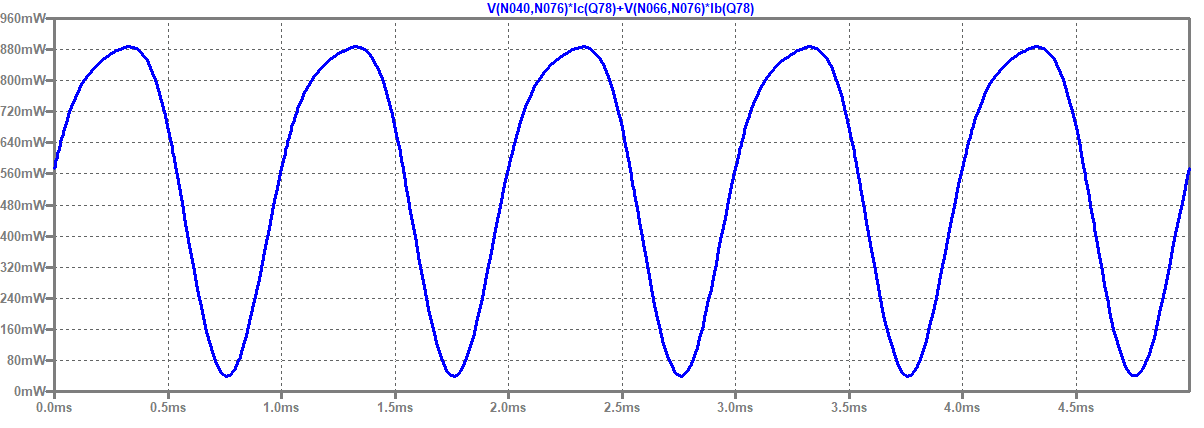 V(N040,N076)*Ic(Q78)+V(N066,N076)*Ib(Q78)
960mW
880mW
800mW
720mW
640mW
560mW
480mW
400mW
320mW
240mW
160mW
80mW
0mW
0.0ms 0.5ms 1.0ms 1.5ms 2.0ms 2.5ms 3.0ms 3.5ms 4.0ms 4.5ms